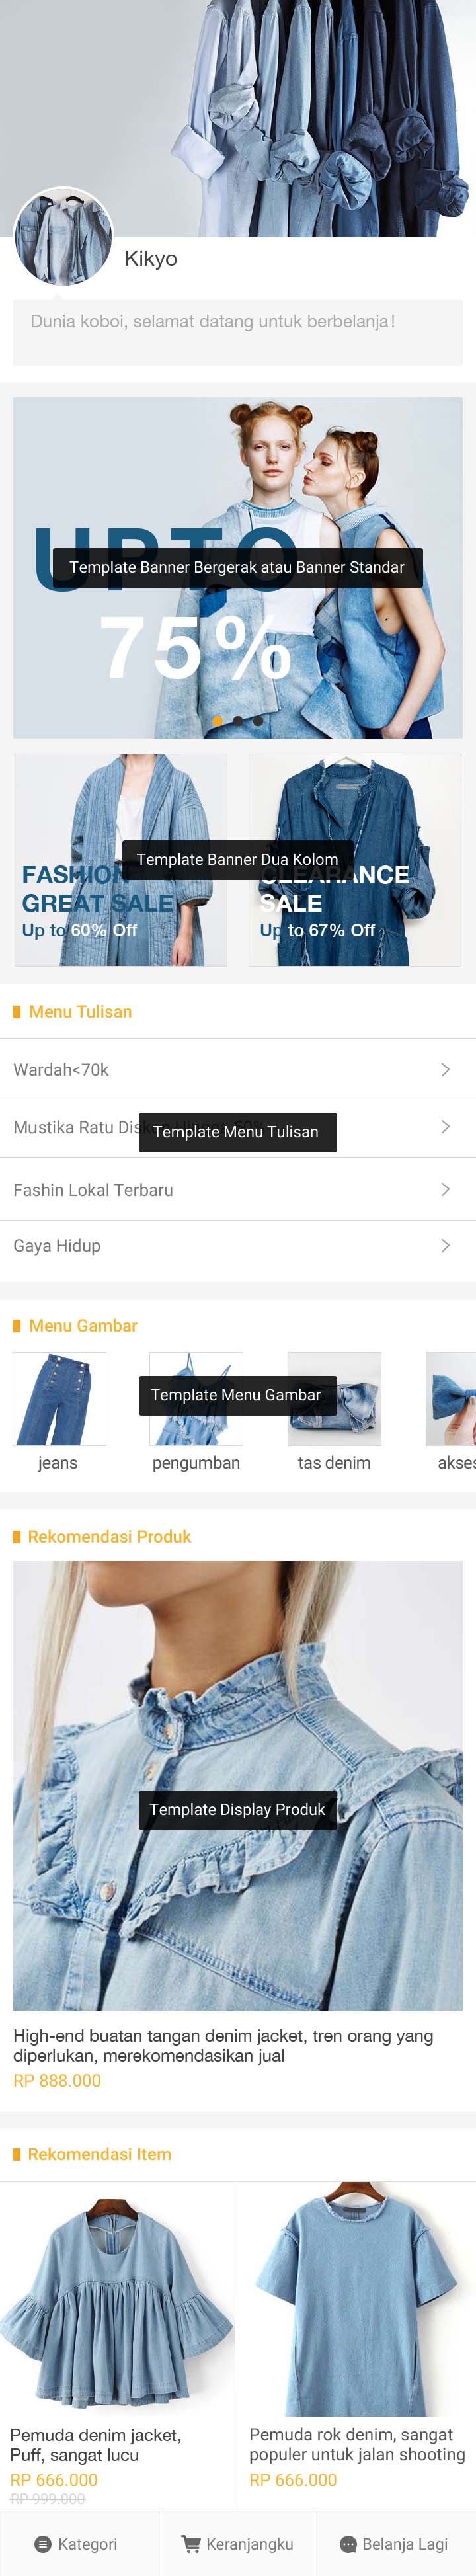 Kikyo
Dunia koboi, selamat datang untuk berbelanja!
UP TO
Template Banner Bergerak atau Banner Standar
75%
Template Banner Dua Kolom
FASHION
GREAT SALE
Up to 60% Off
CLEARANCE
SALE
Up to 67% Off
Menu Tulisan
Wardah<70k
Mustika Ratu Diskon
Template Menu Tulisan
Fashin Lokal Terbaru
Gaya Hidup
Menu Gambar
Template Menu Gambar
jeans
pengumban
tas denim
akses
Rekomendasi Produk
Template Display Produk
High-end buatan tangan denim jacket, tren orang yang
diperlukan, merekomendasikan jual
RP 888.000
Rekomendasi Item
Pemuda denim jacket,
Puff, sangat lucu
RP 666.000
RP 999.000
Pemuda rok denim, sangat
populer untuk jalan shooting
RP 666.000
Kategori
Keranjangku
Belanja Lagi